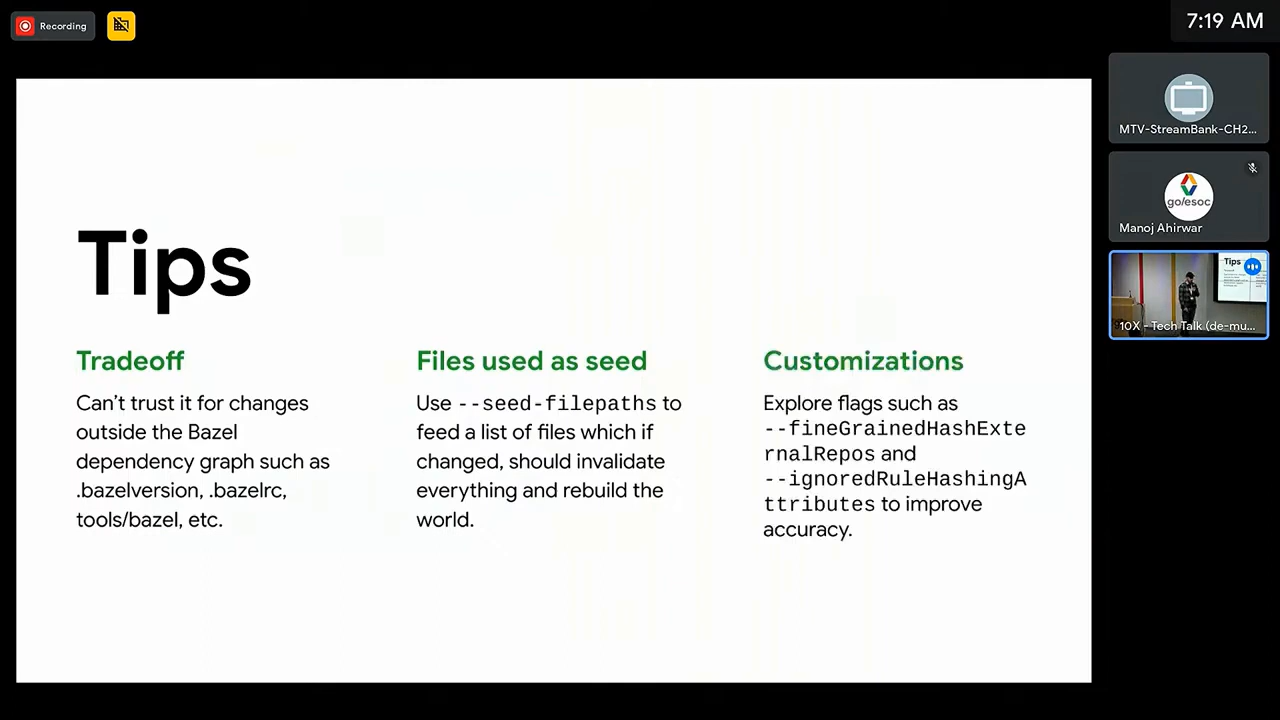 Recording
7:19 AM
Tips
Tradeoff
Can't trust it for changes
outside the Bazel
dependency graph such as
.bazelversion, .bazelrc,
tools/bazel, etc.
Files used as seed
Use --seed-filepaths to
feed a list of files which if
changed, should invalidate
everything and rebuild the
world.
Customizations
Explore flags such as
--fineGrainedHashExte
rnalRepos and
--ignoredRuleHashingA
ttributes to improve
accuracy.
MTV-StreamBank-CH2...
go/esoc
Manoj Ahirwar
Tips
10X - Tech Talk (de-mu...